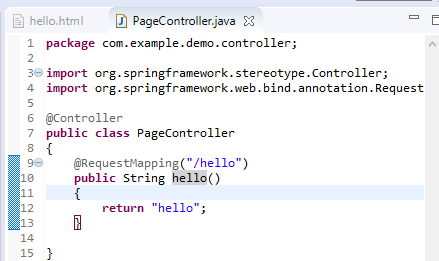 hello.html PageController.java
1 package com.example.demo.controller;
2
3 import org.springframework.stereotype.Controller;
4 import org.springframework.web.bind.annotation.Request
5
6 @Controller
7 public class PageController
8 {
9 @RequestMapping("/hello")
10 public String hello()
11 {
12 return "hello";
13 }
14
15 }